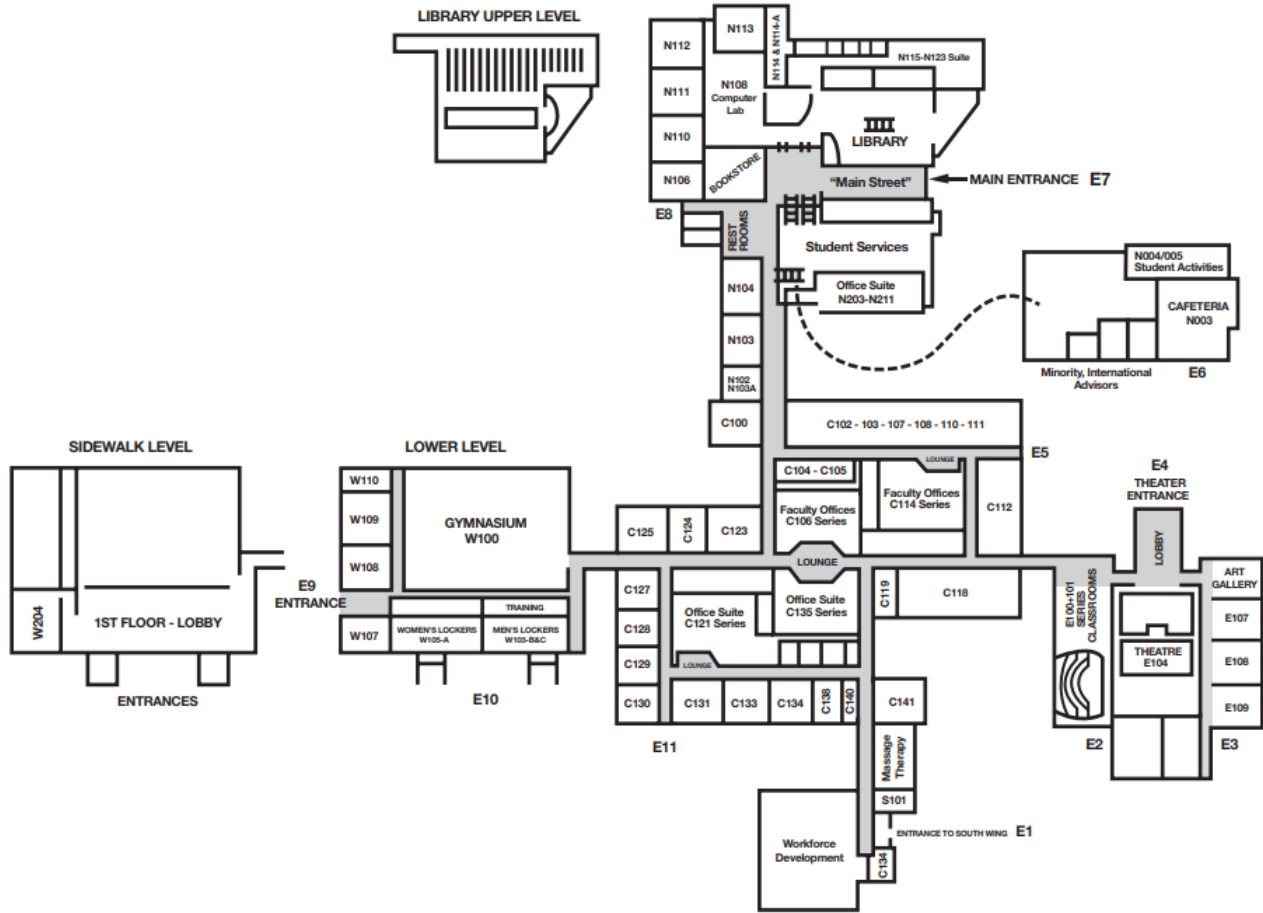 LIBRARY UPPER LEVEL
N112
N113
N114 & N114-A
N115-N123 Suite
N111
N108
Computer
Lab
N110
LIBRARY
N106
BOOKSTORE
"Main Street"
MAIN ENTRANCE E7
E8
REST
ROOMS
Student Services
N104
Office Suite
N203-N211
N004/005
Student Activities
CAFETERIA
N003
N103
Minority, International
Advisors
E6
N102
N103A
C100
C102 - 103 - 107 - 108 - 110 - 111
SIDEWALK LEVEL
LOWER LEVEL
E5
LOUNGE
C104 - C105
E4
THEATER
ENTRANCE
W110
W109
GYMNASIUM
W100
Faculty Offices
C106 Series
Faculty Offices
C114 Series
C112
C125
C124
C123
LOBBY
W108
LOUNGE
ART
GALLERY
E9
ENTRANCE
C127
C119
C118
E100+101
SERIES
CLASSROOMS
W204
1ST FLOOR - LOBBY
W107
TRAINING
WOMEN'S LOCKERS
W105-A
MEN'S LOCKERS
W103-B&C
Office Suite
C121 Series
Office Suite
C135 Series
C128
E107
THEATRE
E104
C129
LOUNGE
E108
ENTRANCES
E10
C130
C131
C133
C134
C138
C140
C141
E109
E11
E2
E3
Massage
Therapy
S101
ENTRANCE TO SOUTH WING E1
Workforce
Development
C134